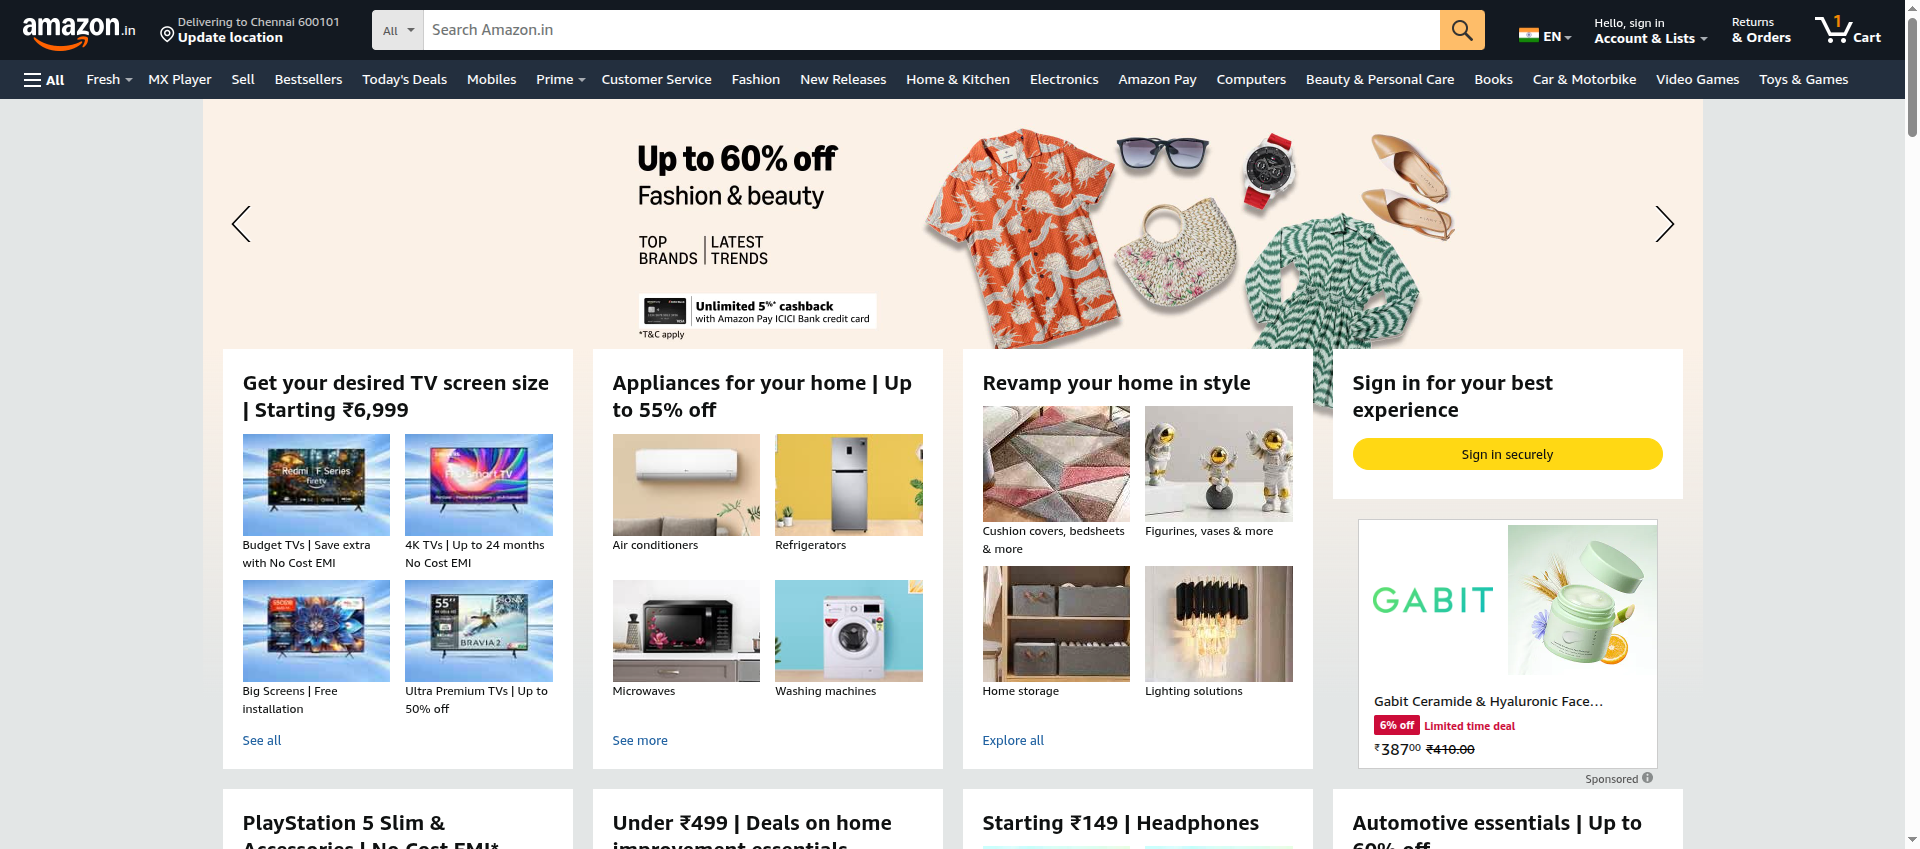 amazon.in
Delivering to Chennai 600101
Update location
All
Search Amazon.in
EN
Hello, sign in
Account & Lists
Returns
& Orders
1
Cart
All
Fresh
MX Player
Sell
Bestsellers
Today's Deals
Mobiles
Prime
Customer Service
Fashion
New Releases
Home & Kitchen
Electronics
Amazon Pay
Computers
Beauty & Personal Care
Books
Car & Motorbike
Video Games
Toys & Games
Up to 60% off
Fashion & beauty
TOP
BRANDS
LATEST
TRENDS
Unlimited 5%* cashback
with Amazon Pay ICICI Bank credit card
*T&C apply
Get your desired TV screen size
| Starting ₹6,999
Redmi F Series
firetv
Budget TVs | Save extra
with No Cost EMI
4K TVs | Up to 24 months
No Cost EMI
Big Screens | Free
installation
55"
SONY
BRAVIA 2
Ultra Premium TVs | Up to
50% off
See all
Appliances for your home | Up
to 55% off
Air conditioners
Refrigerators
Microwaves
Washing machines
See more
Revamp your home in style
Cushion covers, bedsheets
& more
Figurines, vases & more
Home storage
Lighting solutions
Explore all
Sign in for your best
experience
Sign in securely
GABIT
Gabit Ceramide & Hyaluronic Face...
6% off
Limited time deal
₹387.00 ₹410.00
Sponsored
PlayStation 5 Slim &
Accessories | No Cost EMI*
Under ₹499 | Deals on home
improvement essentials
Starting ₹149 | Headphones
Automotive essentials | Up to
60% off